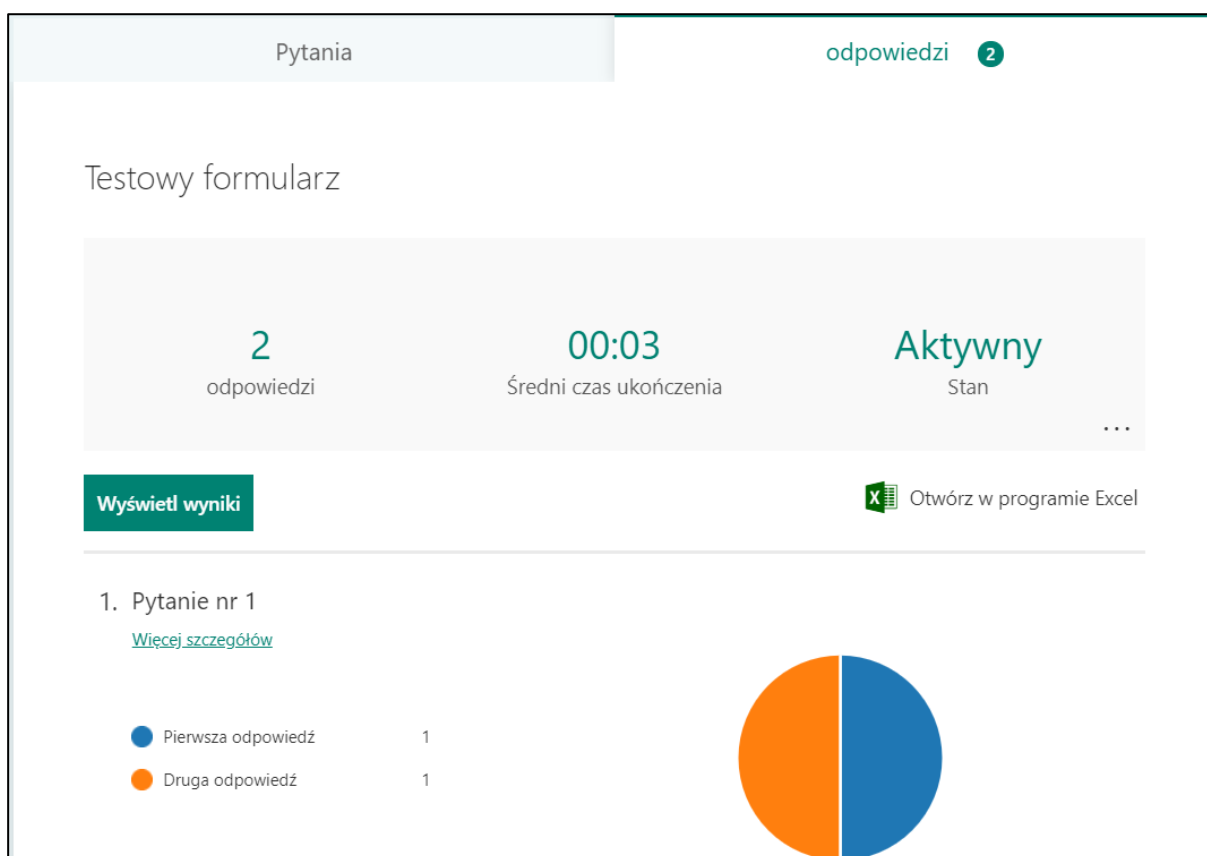 Pytania
odpowiedzi 2
Testowy formularz
2
odpowiedzi
00:03
Średni czas ukończenia
Aktywny
Stan
...
Wyświetl wyniki
Otwórz w programie Excel
1. Pytanie nr 1
Więcej szczegółów
Pierwsza odpowiedź 1
Druga odpowiedź 1